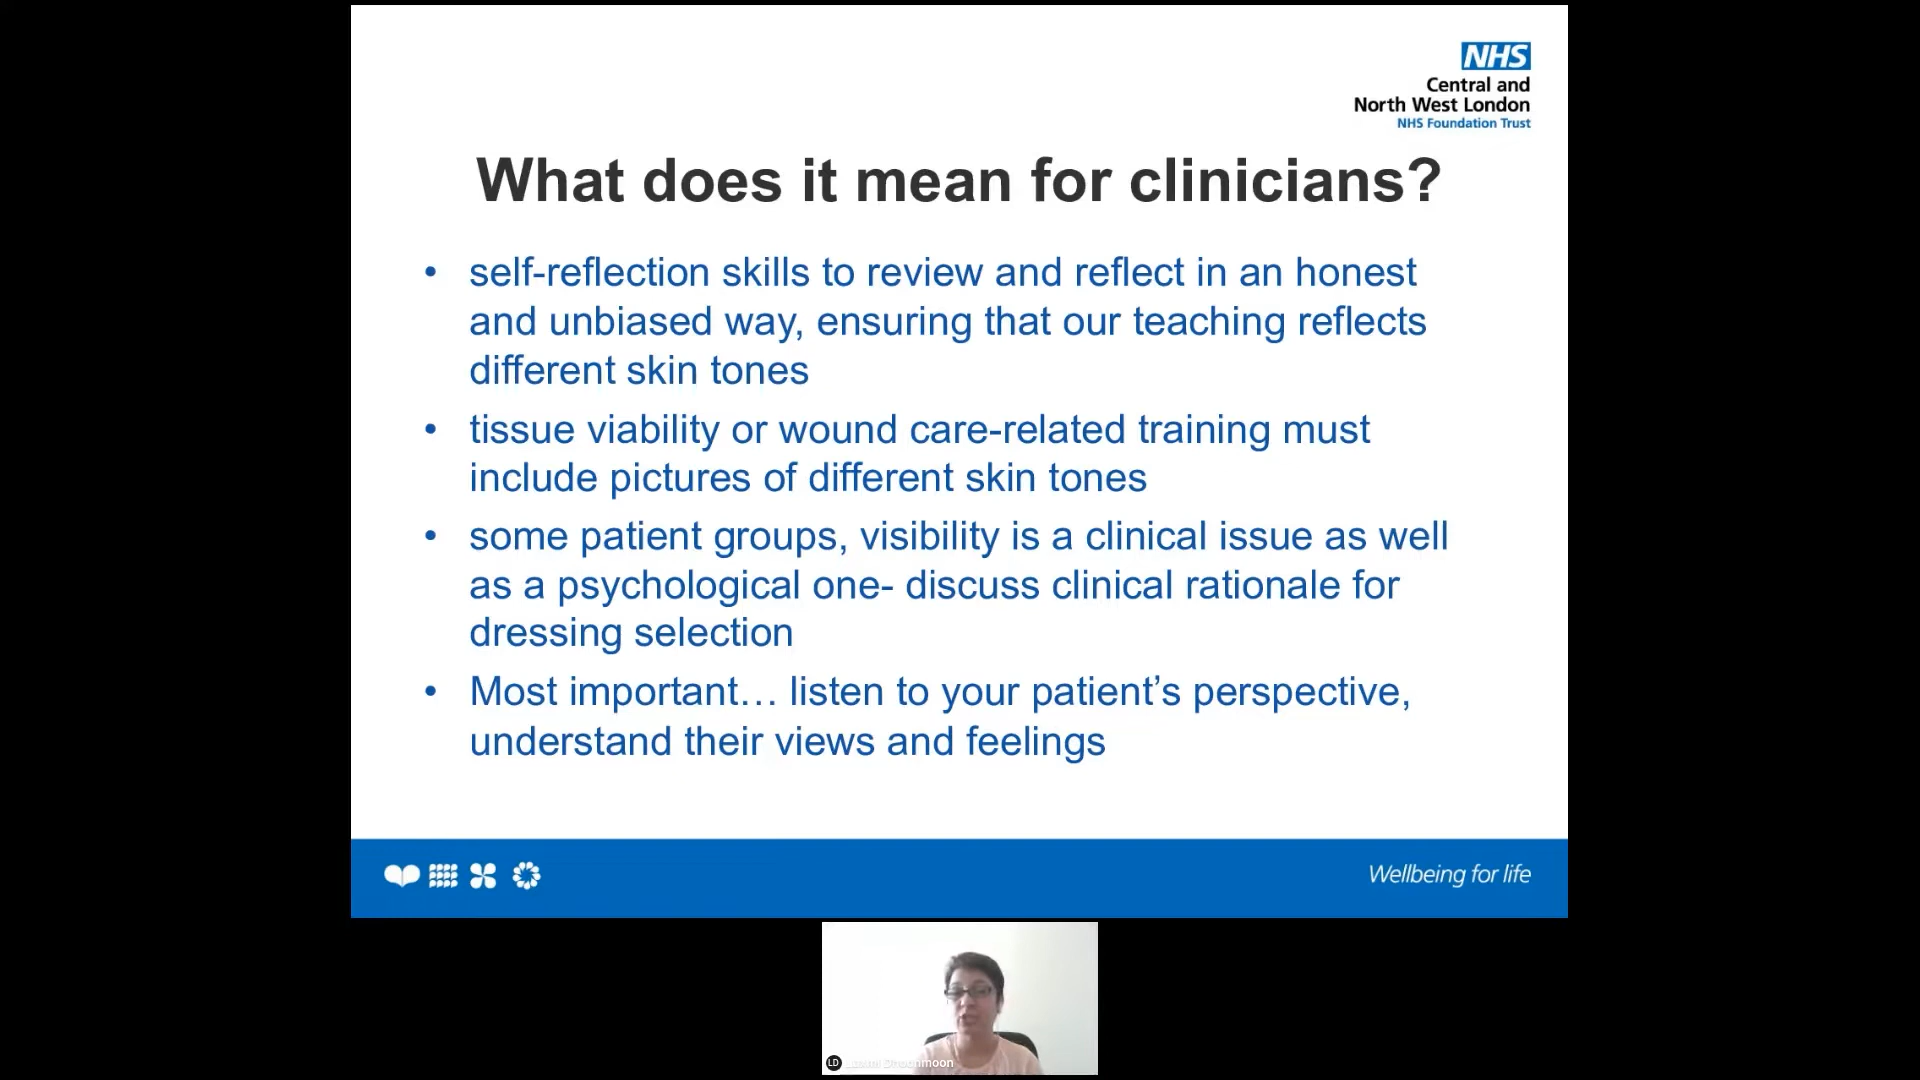 NHS
Central and
North West London
NHS Foundation Trust
What does it mean for clinicians?
• self-reflection skills to review and reflect in an honest
and unbiased way, ensuring that our teaching reflects
different skin tones
• tissue viability or wound care-related training must
include pictures of different skin tones
• some patient groups, visibility is a clinical issue as well
as a psychological one- discuss clinical rationale for
dressing selection
• Most important… listen to your patient’s perspective,
understand their views and feelings
Wellbeing for life
LD